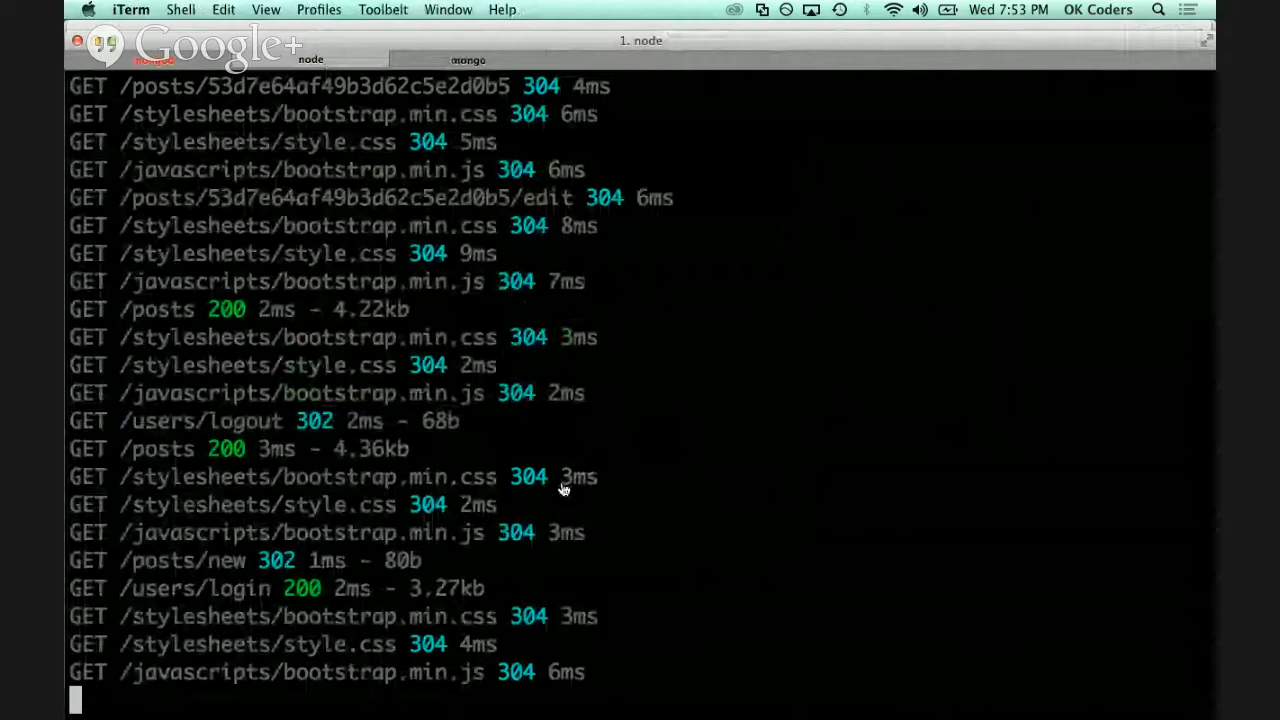 iTerm Shell Edit View Profiles Toolbelt Window Help Wed 7:53 PM OK Coders
Google+ 1. node
mongod node mongo
GET /posts/53d7e64af49b3d62c5e2d0b5 304 4ms
GET /stylesheets/bootstrap.min.css 304 6ms
GET /stylesheets/style.css 304 5ms
GET /javascripts/bootstrap.min.js 304 6ms
GET /posts/53d7e64af49b3d62c5e2d0b5/edit 304 6ms
GET /stylesheets/bootstrap.min.css 304 8ms
GET /stylesheets/style.css 304 9ms
GET /javascripts/bootstrap.min.js 304 7ms
GET /posts 200 2ms - 4.22kb
GET /stylesheets/bootstrap.min.css 304 3ms
GET /stylesheets/style.css 304 2ms
GET /javascripts/bootstrap.min.js 304 2ms
GET /users/logout 302 2ms - 68b
GET /posts 200 3ms - 4.36kb
GET /stylesheets/bootstrap.min.css 304 3ms
GET /stylesheets/style.css 304 2ms
GET /javascripts/bootstrap.min.js 304 3ms
GET /posts/new 302 1ms - 80b
GET /users/login 200 2ms - 3.27kb
GET /stylesheets/bootstrap.min.css 304 3ms
GET /stylesheets/style.css 304 4ms
GET /javascripts/bootstrap.min.js 304 6ms